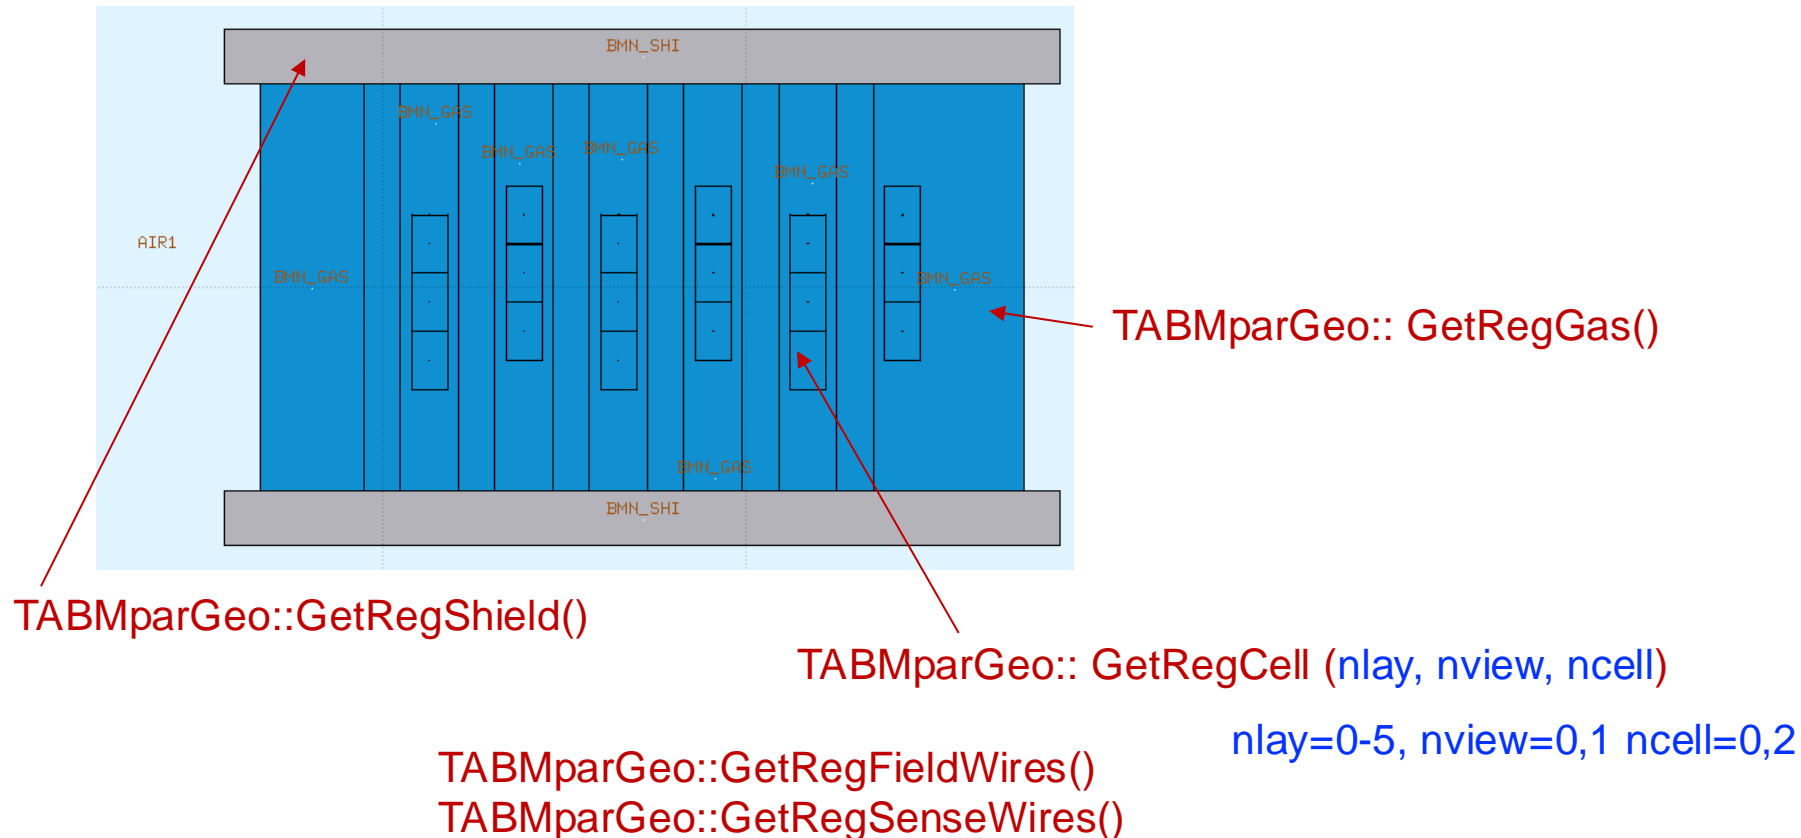 BMN_SHI
BMN_GAS
BMN_GAS
BMN_GAS
BMN_GAS
AIR1
BMN_GAS
BMN_GAS
TABMparGeo:: GetRegGas()
BMN_GAS
BMN_SHI
TABMparGeo::GetRegShield()
TABMparGeo:: GetRegCell (nlay, nview, ncell)
nlay=0-5, nview=0,1 ncell=0,2
TABMparGeo::GetRegFieldWires()
TABMparGeo::GetRegSenseWires()